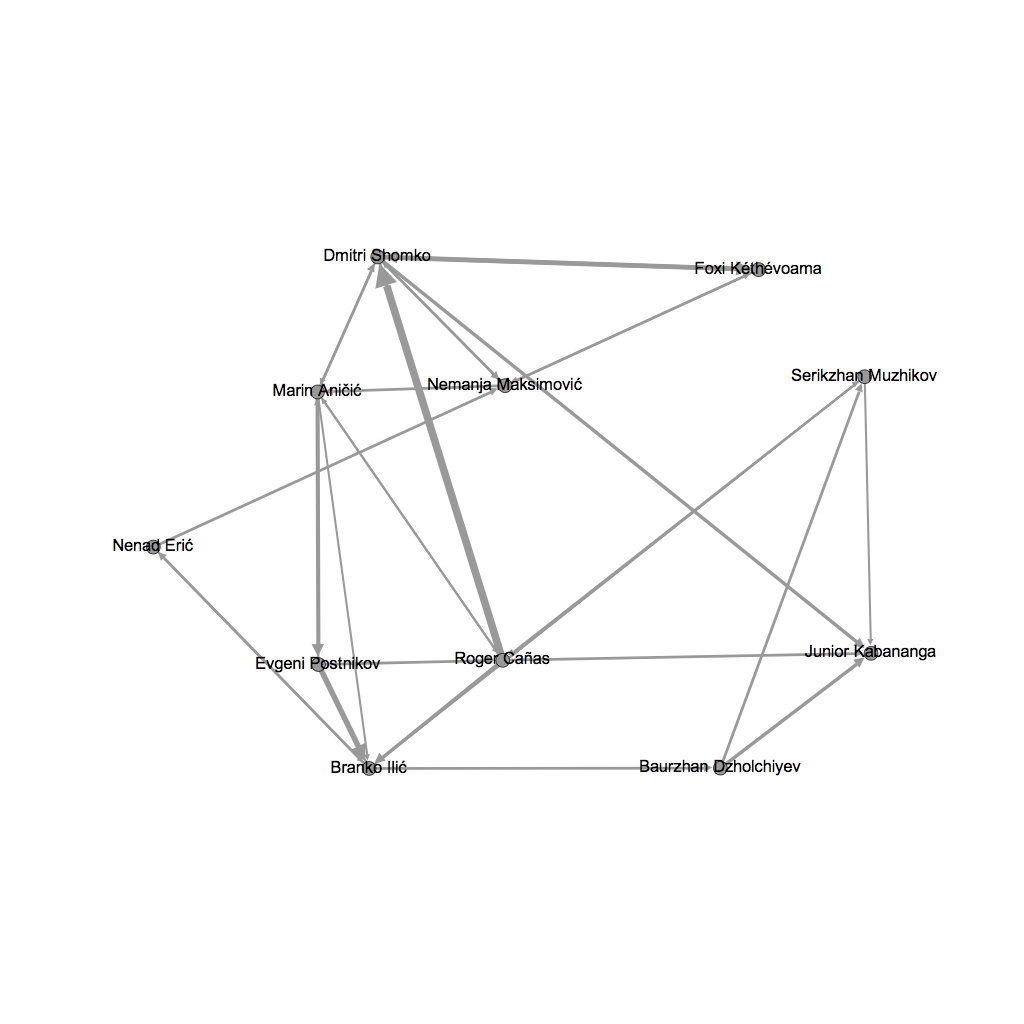 Dmitri Shomko
Foxi Kéthévoama
Serikzhan Muzhikov
Marin Aničić
Nemanja Maksimović
Nenad Erić
Evgeni Postnikov
Roger Cañas
Junior Kabananga
Branko Ilić
Baurzhan Dzholchiyev